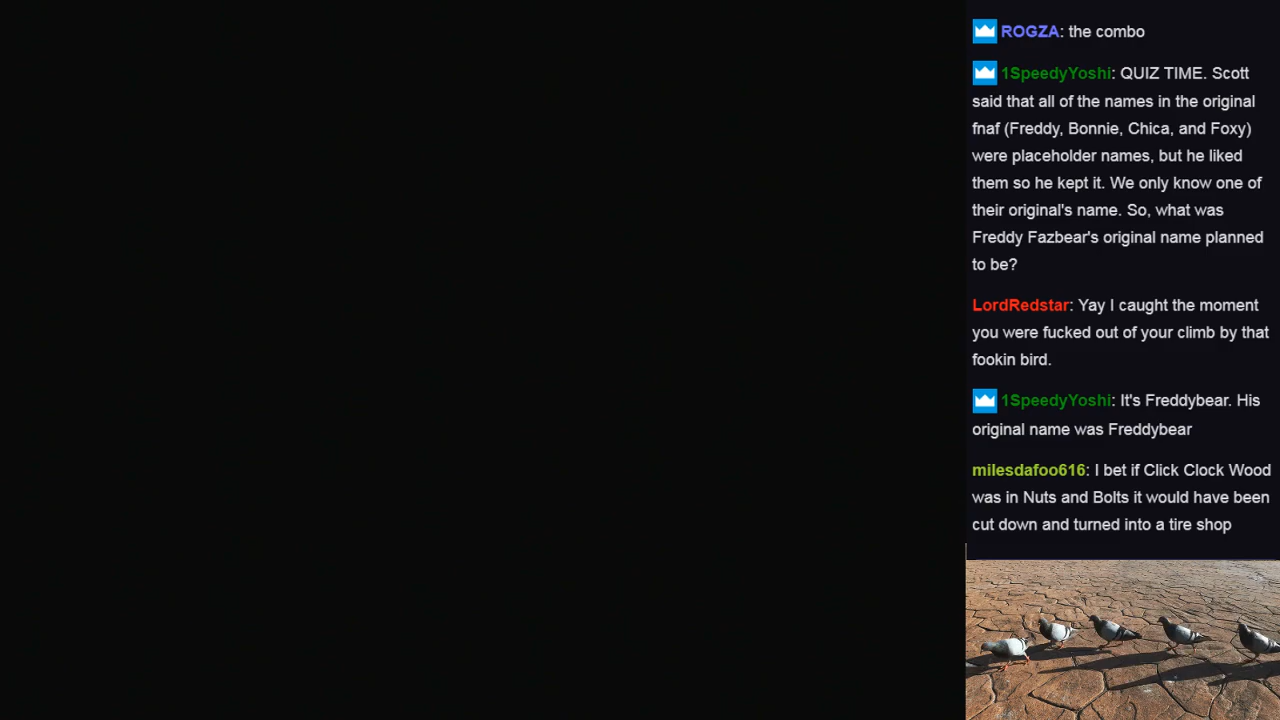 ROGZA: the combo
1SpeedyYoshi: QUIZ TIME. Scott
said that all of the names in the original
fnaf (Freddy, Bonnie, Chica, and Foxy)
were placeholder names, but he liked
them so he kept it. We only know one of
their original's name. So, what was
Freddy Fazbear's original name planned
to be?
LordRedstar: Yay I caught the moment
you were fucked out of your climb by that
fookin bird.
1SpeedyYoshi: It's Freddybear. His
original name was Freddybear
milesdafoo616: I bet if Click Clock Wood
was in Nuts and Bolts it would have been
cut down and turned into a tire shop